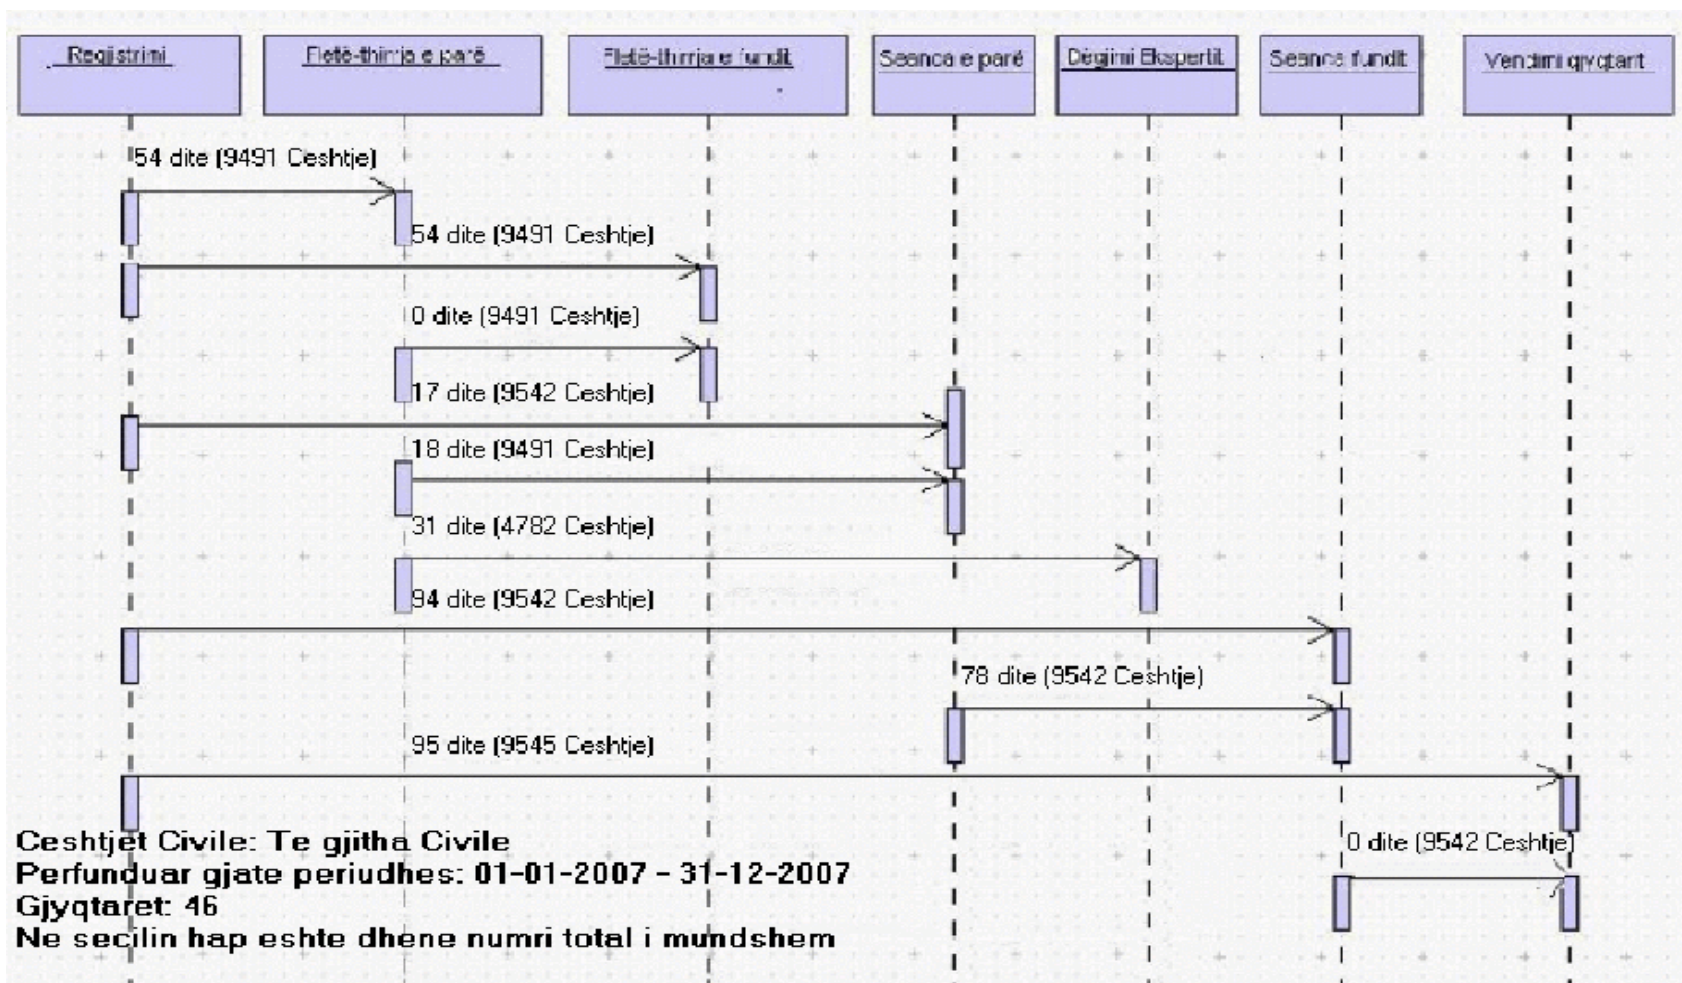 Regjistrimi
Fletë-thirrja e parë
Fletë-thirrja e fundit
Seanca e parë
Dëgjimi Ekspertit
Seanca fundit
Vendimi gjyqtarit
54 dite (9491 Ceshtje)
54 dite (9491 Ceshtje)
0 dite (9491 Ceshtje)
17 dite (9542 Ceshtje)
18 dite (9491 Ceshtje)
31 dite (4782 Ceshtje)
94 dite (9542 Ceshtje)
78 dite (9542 Ceshtje)
95 dite (9545 Ceshtje)
0 dite (9542 Ceshtje)
Ceshtjet Civile: Te gjitha Civile
Perfunduar gjate periudhes: 01-01-2007 - 31-12-2007
Gjyqtaret: 46
Ne secilin hap eshte dhene numri total i mundshem